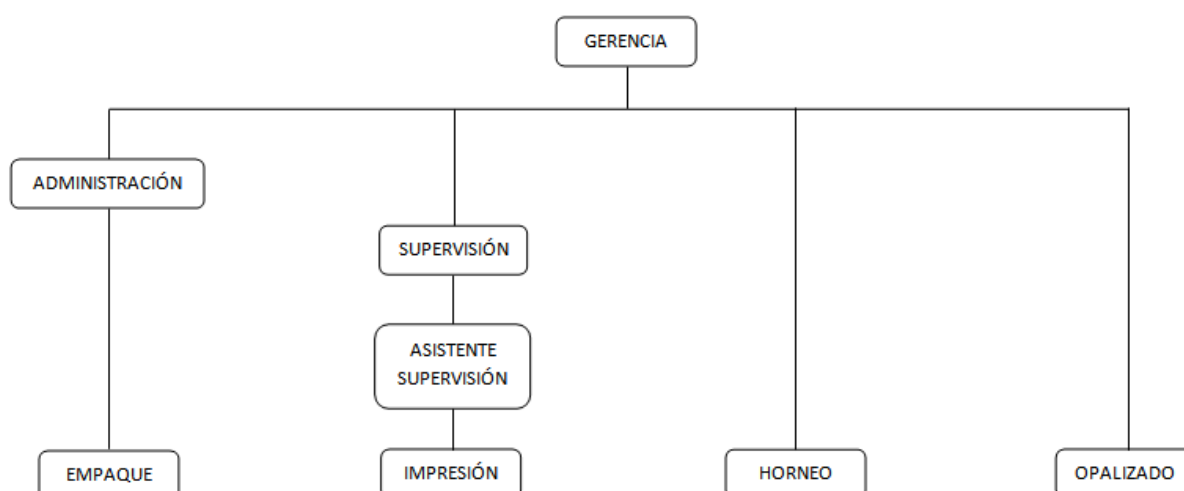 GERENCIA
ADMINISTRACIÓN
SUPERVISIÓN
ASISTENTE
SUPERVISIÓN
EMPAQUE
IMPRESIÓN
HORNEO
OPALIZADO